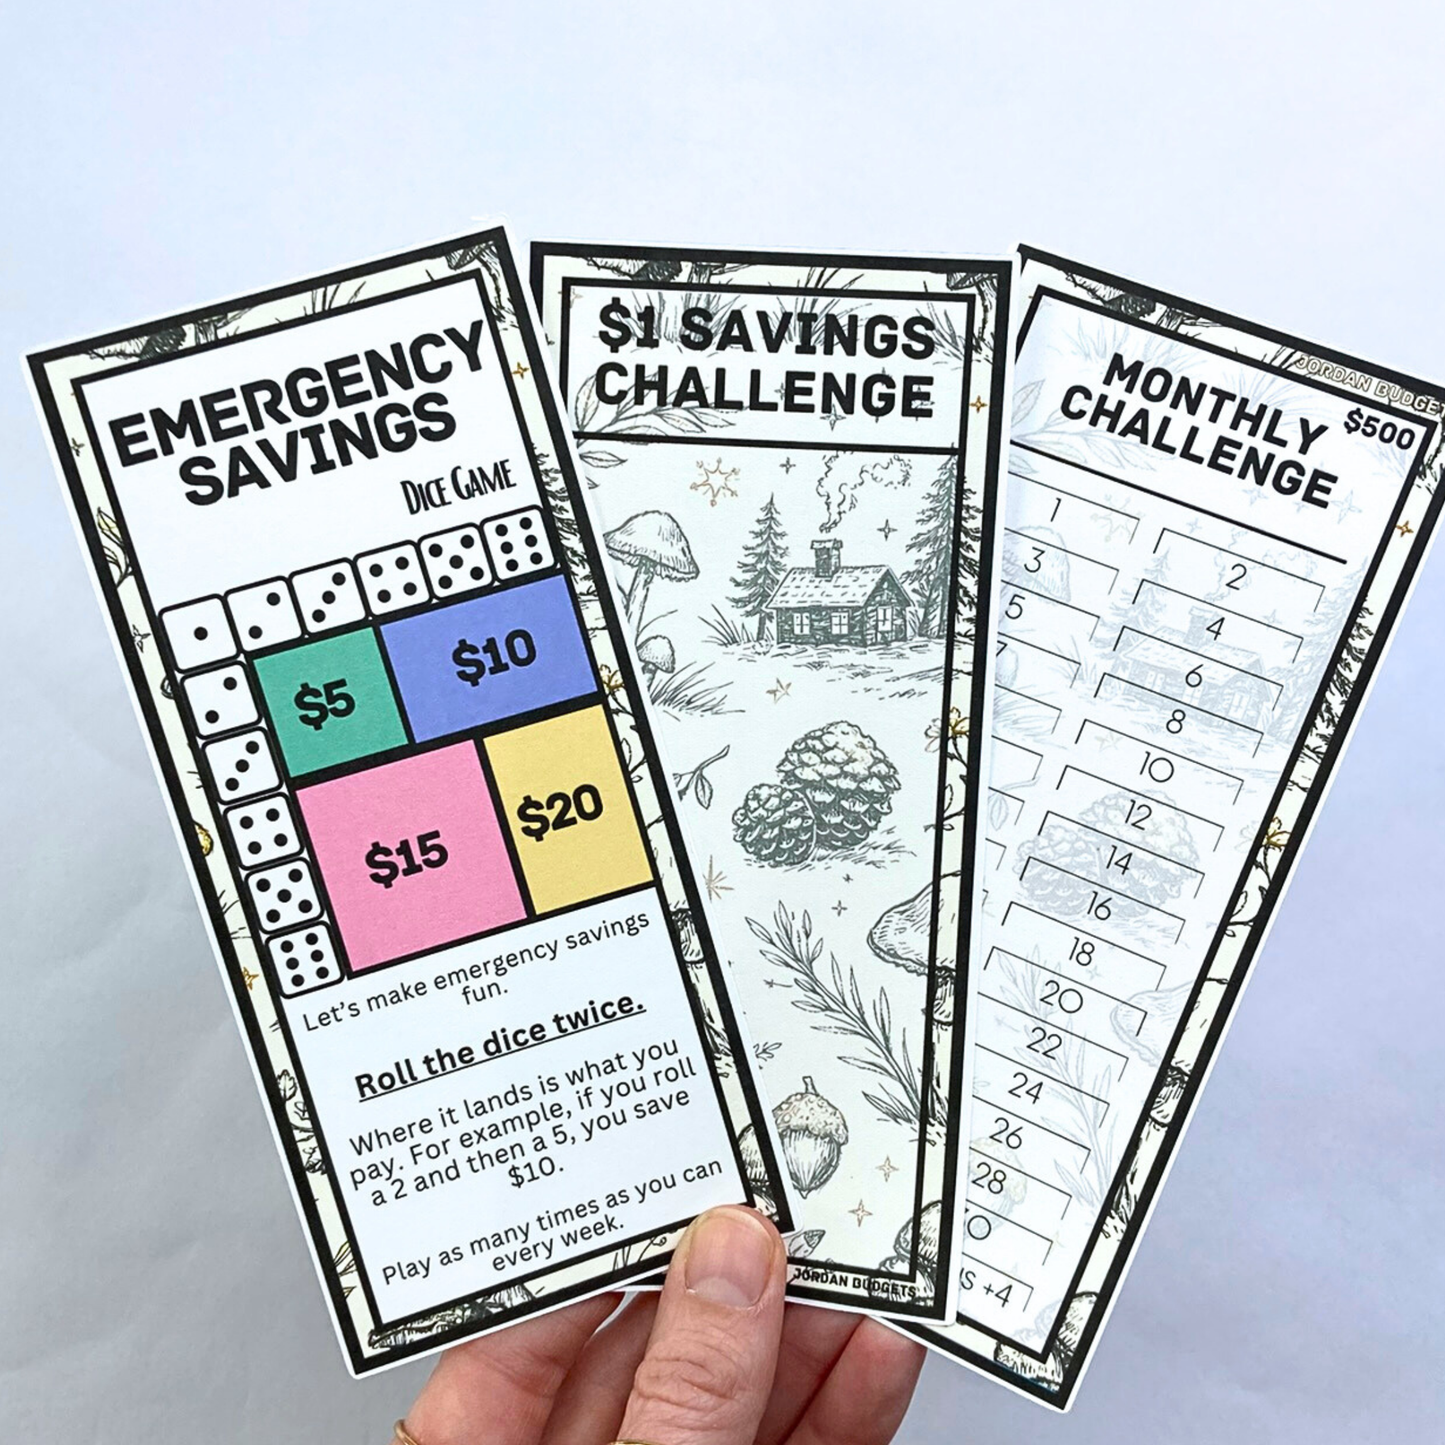 EMERGENCY
SAVINGS
DICE GAME
$5
$10
$15
$20
Let's make emergency savings
fun.
Roll the dice twice.
Where it lands is what you
pay. For example, if you roll
a 2 and then a 5, you save
$10.
Play as many times as you can
every week.
$1 SAVINGS
CHALLENGE
JORDAN BUDGETS
JORDAN
MONTHLY
CHALLENGE
$500
1
2
3
4
5
6
7
8
10
12
14
16
18
20
22
24
26
28
+4